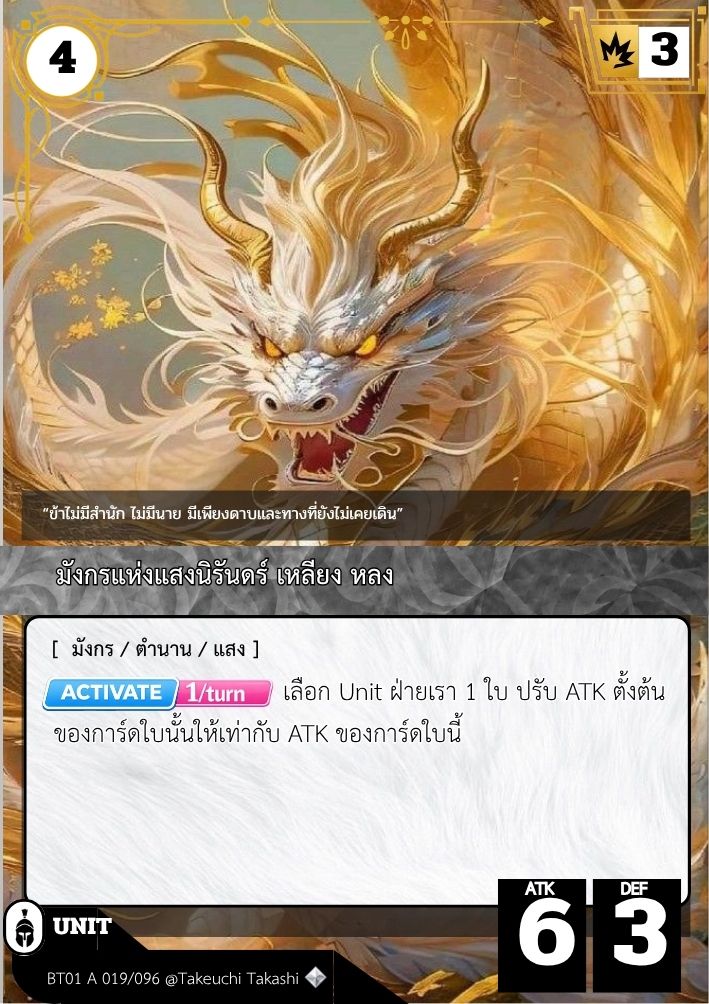 4
3
"ข้าไม่มีสำนัก ไม่มีนาย มีเพียงดาบและทางที่ยังไม่เคยเดิน"
มังกรแห่งแสงนิรันดร์ เหลียง หลง
[ มังกร / ตำนาน / แสง ]
ACTIVATE 1/turn เลือก Unit ฝ่ายเรา 1 ใบ ปรับ ATK ตั้งต้น
ของการ์ดใบนั้นให้เท่ากับ ATK ของการ์ดใบนี้
ATK DEF
6 3
UNIT
BT01 A 019/096 @Takeuchi Takashi